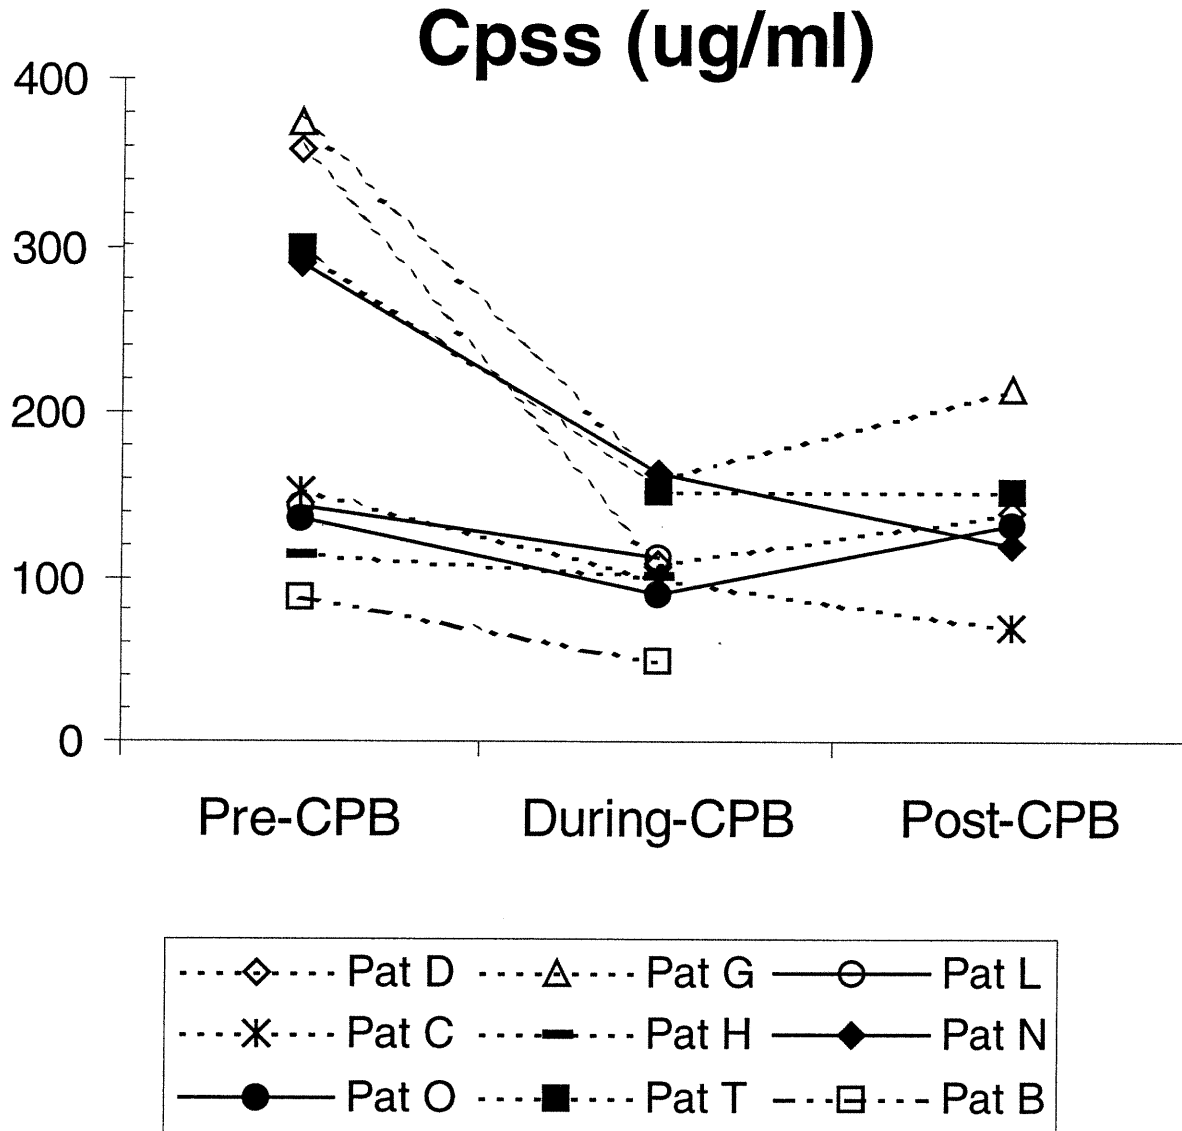 Cpss (ug/ml)
400
300
200
100
0
Pre-CPB During-CPB Post-CPB
Pat D Pat G Pat L
Pat C Pat H Pat N
Pat O Pat T Pat B